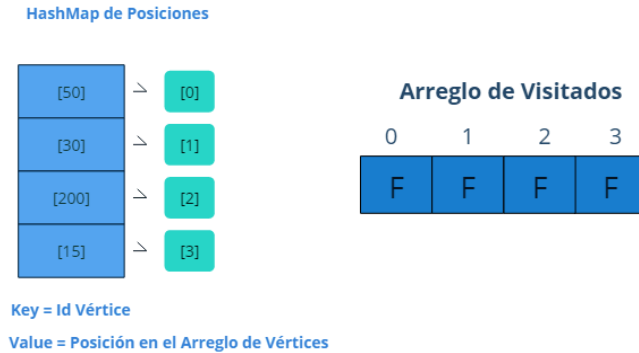 HashMap de Posiciones
[50] [0]
[30] [1]
[200] [2]
[15] [3]
Key = Id Vértice
Value = Posición en el Arreglo de Vértices
Arreglo de Visitados
0 1 2 3
F F F F